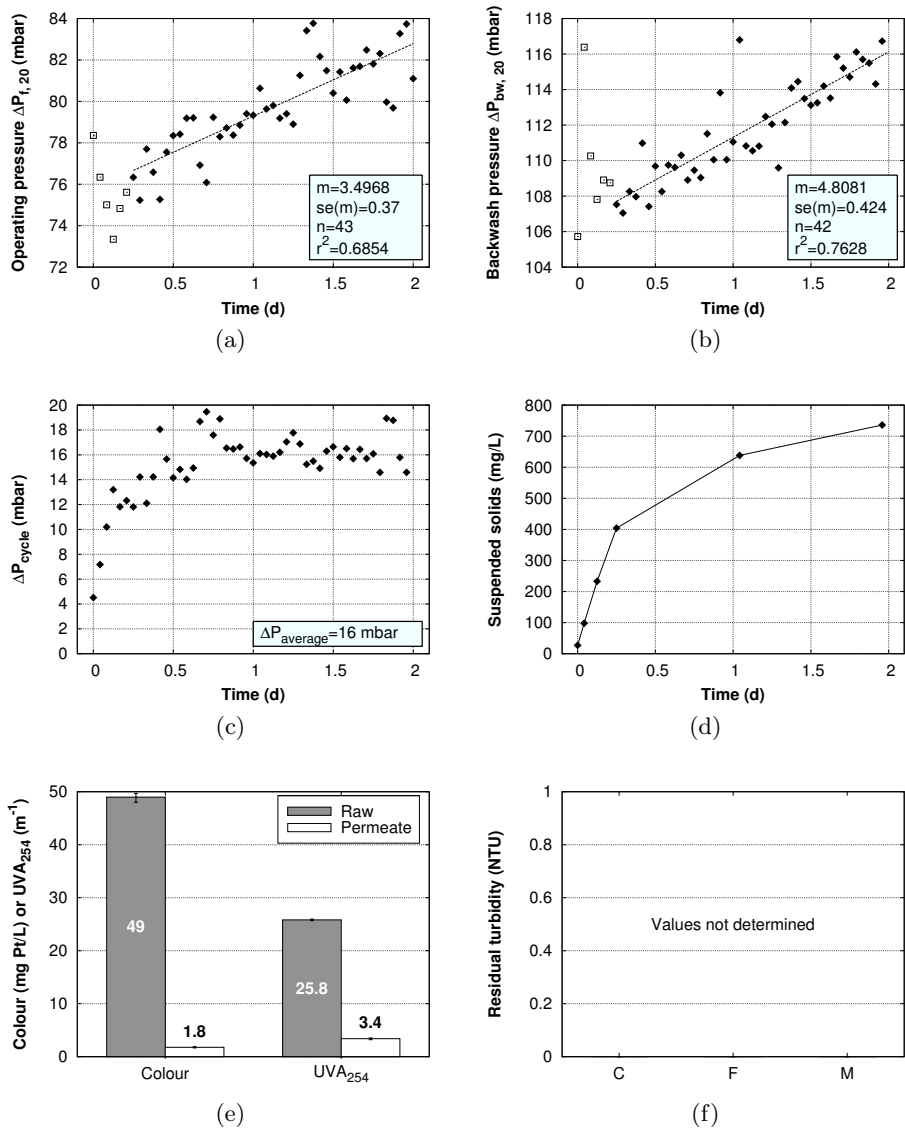 Operating pressure ΔPf, 20 (mbar)
84
82
80
78
76
74
72
m=3.4968
se(m)=0.37
n=43
r2=0.6854
0 0.5 1 1.5 2
Time (d)
(a)
Backwash pressure ΔPbw, 20 (mbar)
118
116
114
112
110
108
106
104
m=4.8081
se(m)=0.424
n=42
r2=0.7628
0 0.5 1 1.5 2
Time (d)
(b)
ΔPcycle (mbar)
20
18
16
14
12
10
8
6
4
2
0
ΔPaverage=16 mbar
0 0.5 1 1.5 2
Time (d)
(c)
Suspended solids (mg/L)
800
700
600
500
400
300
200
100
0
0 0.5 1 1.5 2
Time (d)
(d)
Colour (mg Pt/L) or UVA254 (m-1)
50
40
30
20
10
0
Raw
Permeate
49
1.8
25.8
3.4
Colour UVA254
(e)
Residual turbidity (NTU)
1
0.8
0.6
0.4
0.2
0
Values not determined
C F M
(f)